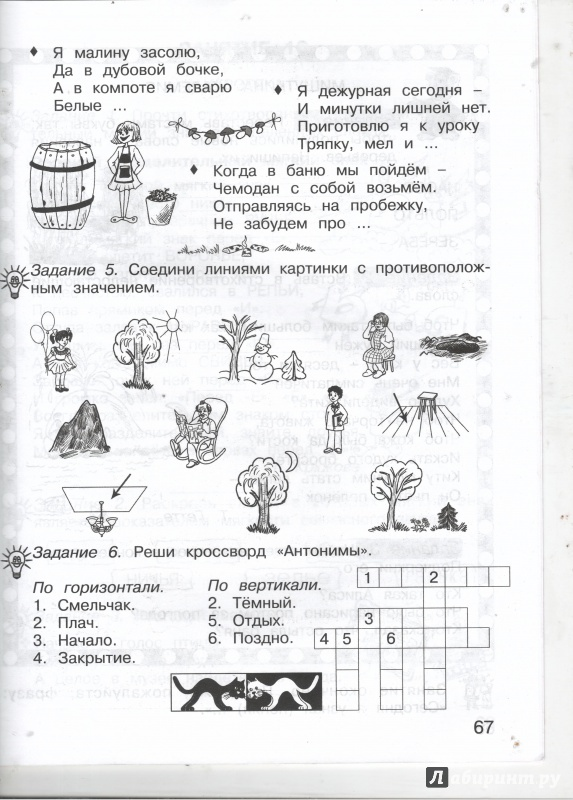 Я малину засолю,
Да в дубовой бочке,
А в компоте я сварю
Белые ...
Я дежурная сегодня –
И минутки лишней нет.
Приготовлю я к уроку
Тряпку, мел и ...
Когда в баню мы пойдём –
Чемодан с собой возьмём.
Отправляясь на пробежку,
Не забудем про ...
Задание 5. Соедини линиями картинки с противополож-
ным значением.
Задание 6. Реши кроссворд «Антонимы».
По горизонтали.
1. Смельчак.
2. Плач.
3. Начало.
4. Закрытие.
По вертикали.
2. Тёмный.
5. Отдых.
6. Поздно.
1 2
3
4 5 6
67
Лабиринт.ру